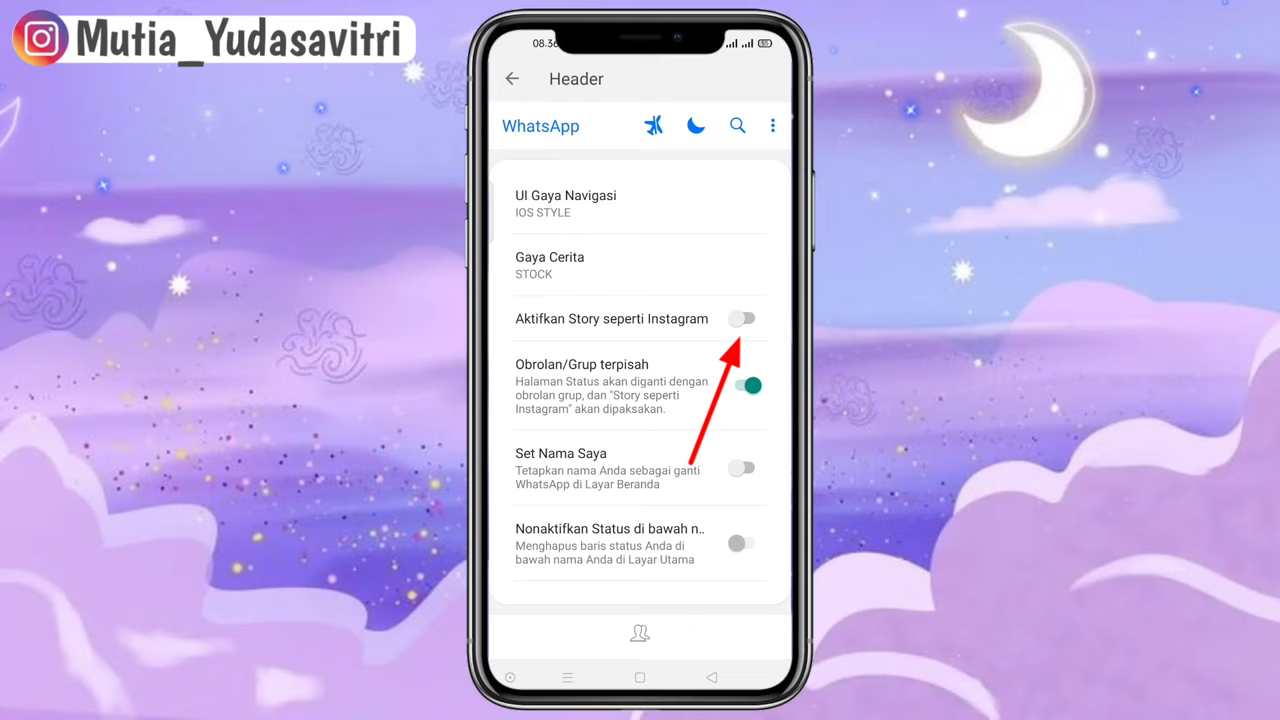 Mutia_Yudasavitri
08.36
Header
WhatsApp
UI Gaya Navigasi
IOS STYLE
Gaya Cerita
STOCK
Aktifkan Story seperti Instagram
Obrolan/Grup terpisah
Halaman Status akan diganti dengan
obrolan grup, dan "Story seperti
Instagram" akan dipaksakan.
Set Nama Saya
Tetapkan nama Anda sebagai ganti
WhatsApp di Layar Beranda
Nonaktifkan Status di bawah n..
Menghapus baris status Anda di
bawah nama Anda di Layar Utama